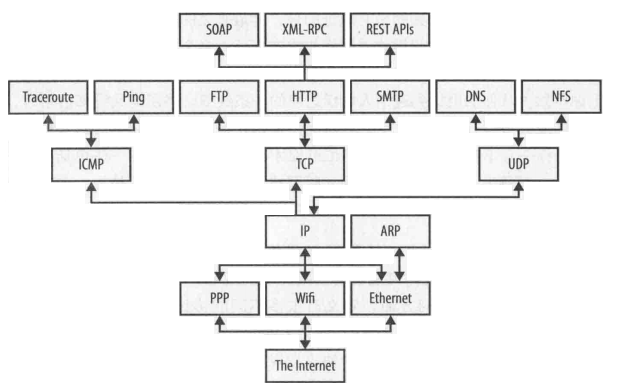 SOAP XML-RPC REST APIs
Traceroute Ping FTP HTTP SMTP DNS NFS
ICMP TCP UDP
IP ARP
PPP Wifi Ethernet
The Internet